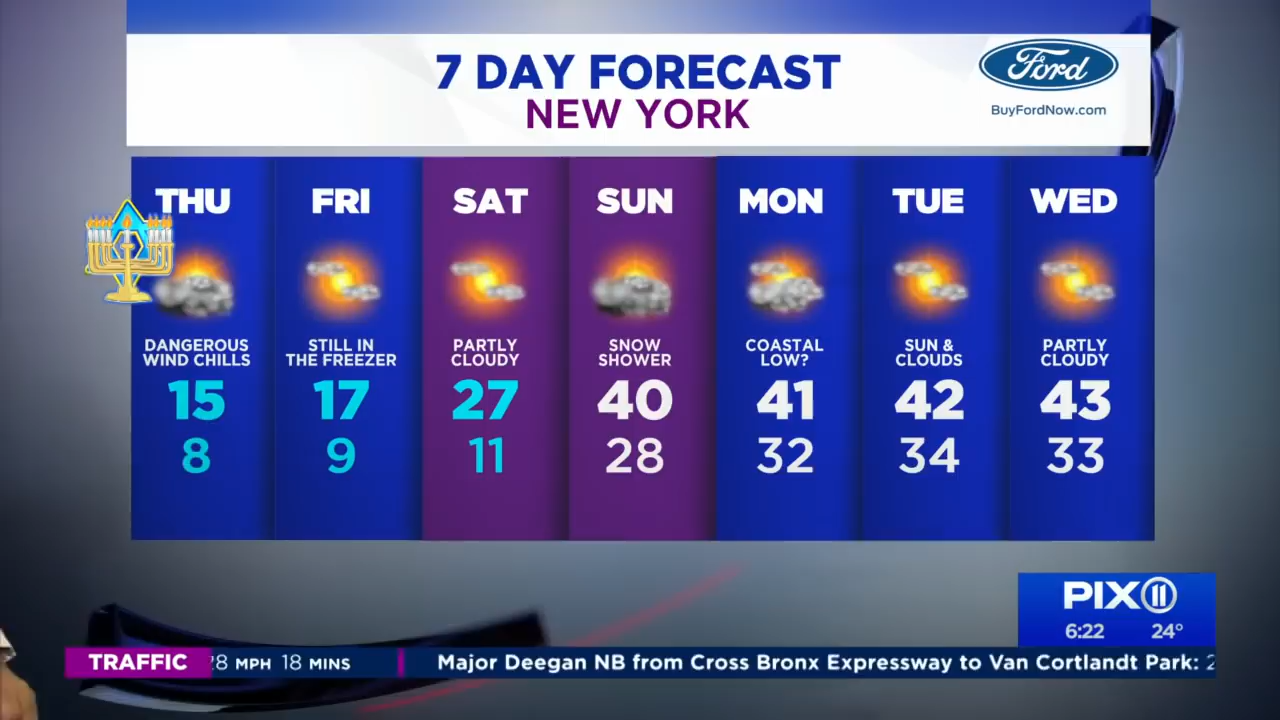 7 DAY FORECAST
NEW YORK
Ford
BuyFordNow.com
THU
DANGEROUS
WIND CHILLS
15
8
FRI
STILL IN
THE FREEZER
17
9
SAT
PARTLY
CLOUDY
27
11
SUN
SNOW
SHOWER
40
28
MON
COASTAL
LOW?
41
32
TUE
SUN &
CLOUDS
42
34
WED
PARTLY
CLOUDY
43
33
PIX11
6:22 24°
TRAFFIC 8 MPH 18 MINS Major Deegan NB from Cross Bronx Expressway to Van Cortlandt Park: